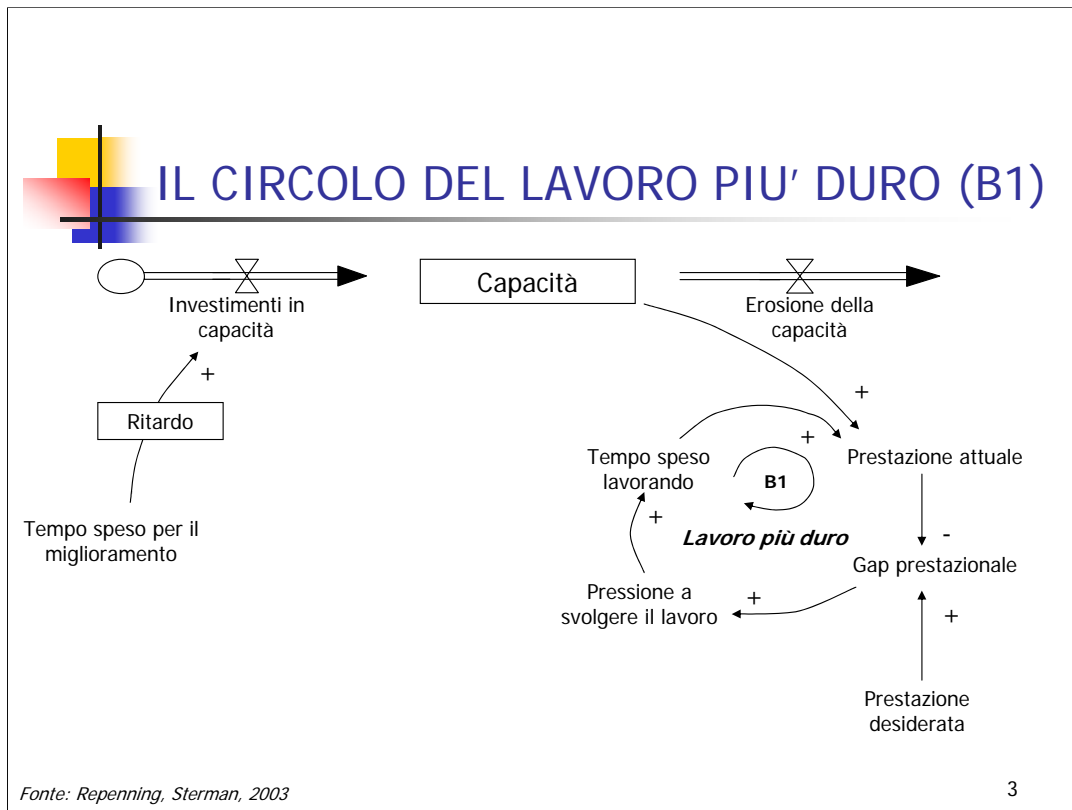 IL CIRCOLO DEL LAVORO PIU' DURO (B1)
Capacità
Investimenti in
capacità
Erosione della
capacità
+
Ritardo
+
+
Tempo speso
lavorando
B1
Prestazione attuale
Tempo speso per il
miglioramento
+
Lavoro più duro
-
Gap prestazionale
Pressione a
svolgere il lavoro
+
+
Prestazione
desiderata
Fonte: Repenning, Sterman, 2003
3